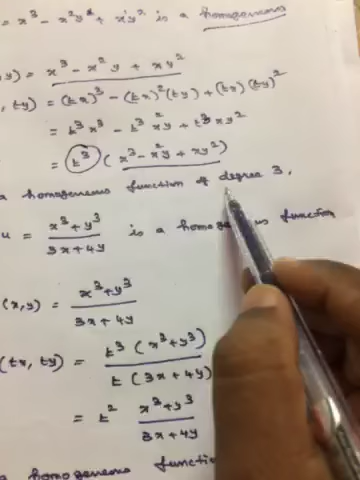 = x³ - x²y + xy² is a homogeneous
y) = x³ - x²y + xy²
, ty) = (tx)³ - (tx)²(ty) + (tx)(ty)²
= t³x³ - t³x²y + t³xy²
= t³ (x³ - x²y + xy²)
a homogeneous function of degree 3.
u = x³+y³ / 3x+4y is a homogeneous function
(x,y) = x³+y³ / 3x+4y
(tx, ty) = t³ (x³+y³) / t (3x+4y)
= t² x³+y³ / 3x+4y
a homogeneous